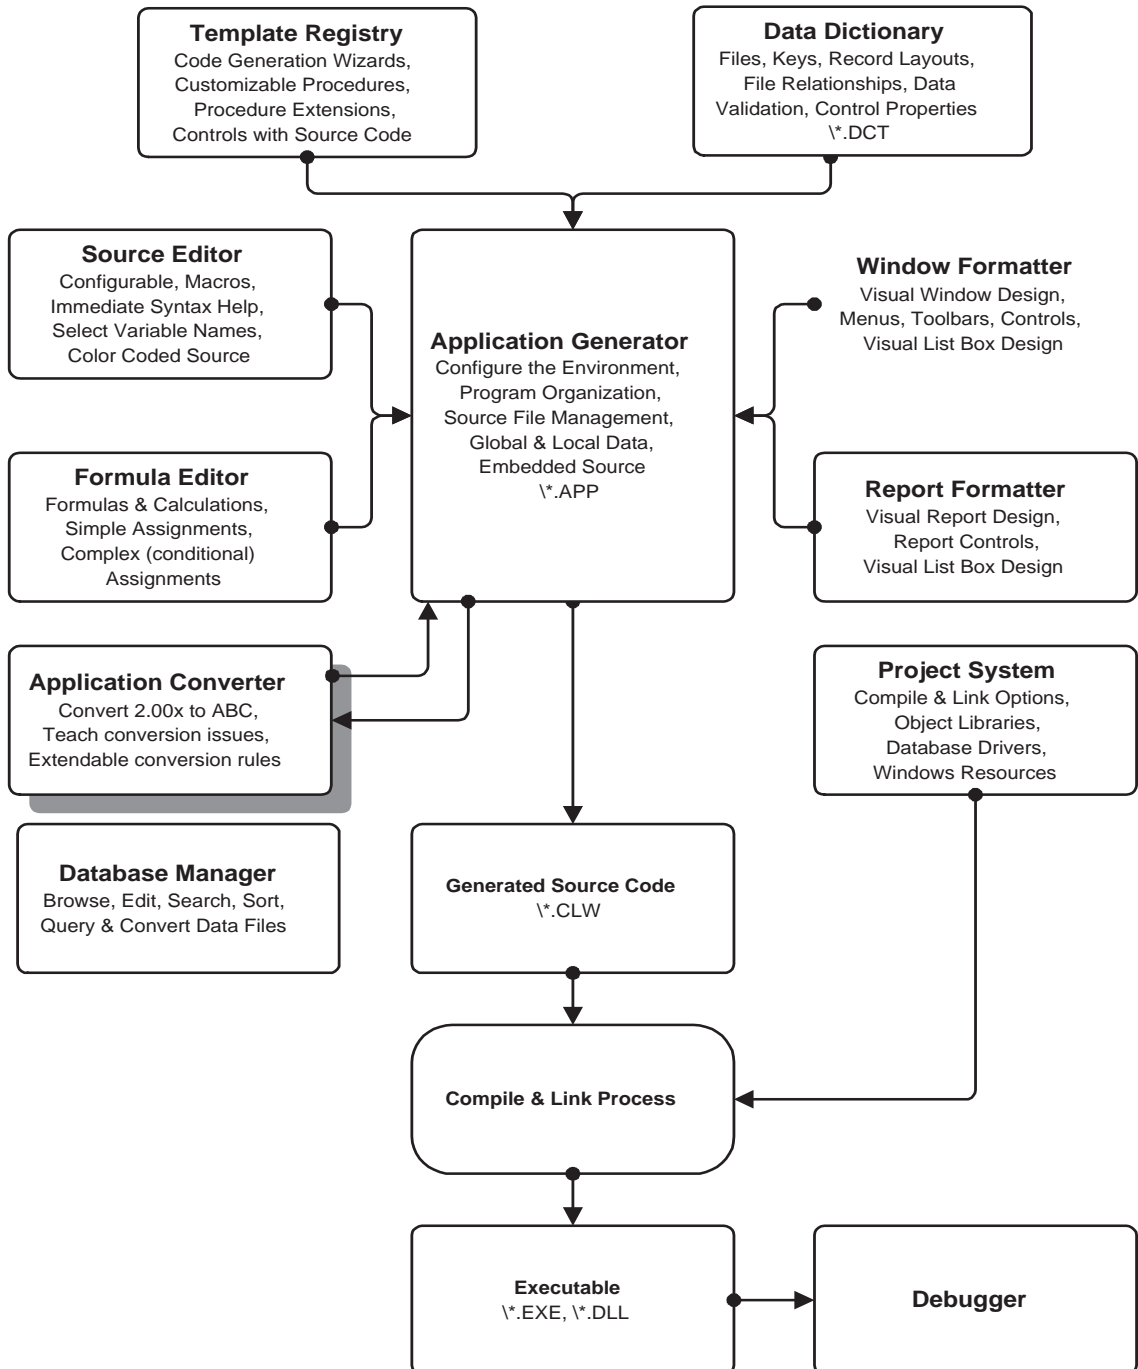 Template Registry
Code Generation Wizards,
Customizable Procedures,
Procedure Extensions,
Controls with Source Code
Data Dictionary
Files, Keys, Record Layouts,
File Relationships, Data
Validation, Control Properties
\*.DCT
Source Editor
Configurable, Macros,
Immediate Syntax Help,
Select Variable Names,
Color Coded Source
Application Generator
Configure the Environment,
Program Organization,
Source File Management,
Global & Local Data,
Embedded Source
\*.APP
Window Formatter
Visual Window Design,
Menus, Toolbars, Controls,
Visual List Box Design
Formula Editor
Formulas & Calculations,
Simple Assignments,
Complex (conditional)
Assignments
Report Formatter
Visual Report Design,
Report Controls,
Visual List Box Design
Application Converter
Convert 2.00x to ABC,
Teach conversion issues,
Extendable conversion rules
Project System
Compile & Link Options,
Object Libraries,
Database Drivers,
Windows Resources
Database Manager
Browse, Edit, Search, Sort,
Query & Convert Data Files
Generated Source Code
\*.CLW
Compile & Link Process
Executable
\*.EXE, \*.DLL
Debugger